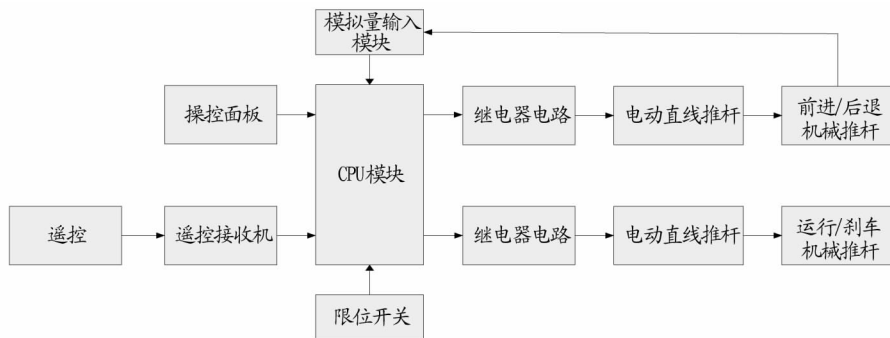 模拟量输入
模块
操控面板
继电器电路
电动直线推杆
前进/后退
机械推杆
CPU模块
遥控
遥控接收机
继电器电路
电动直线推杆
运行/刹车
机械推杆
限位开关